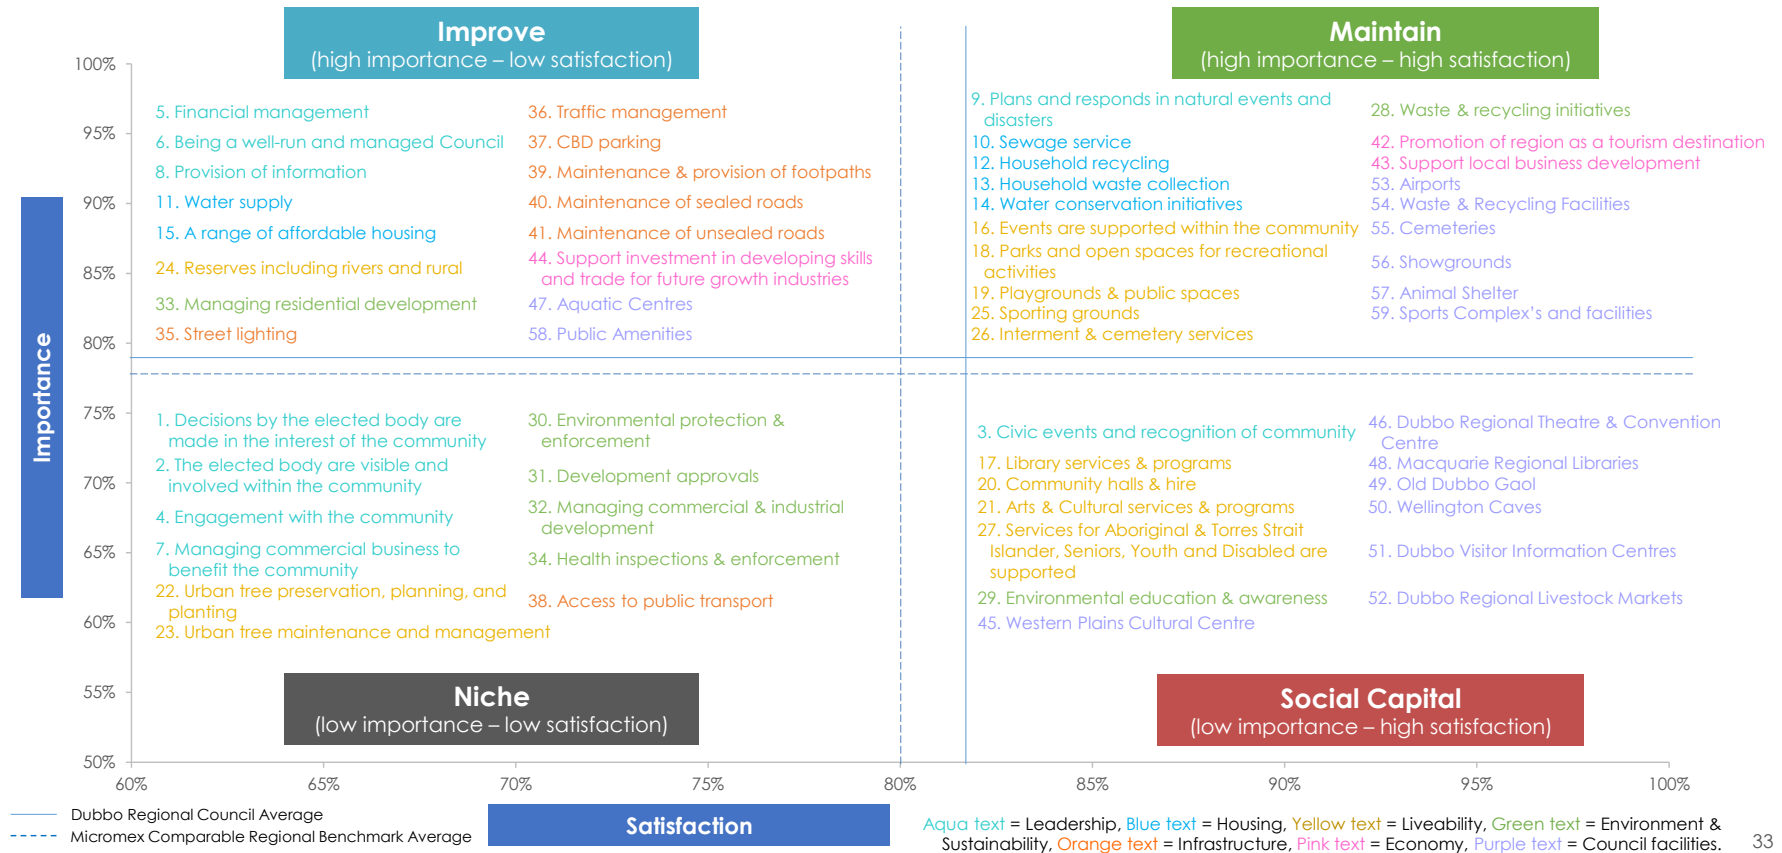 Improve
(high importance – low satisfaction)
Maintain
(high importance – high satisfaction)
100%
95%
90%
85%
80%
75%
70%
65%
60%
55%
50%
Importance
5. Financial management
6. Being a well-run and managed Council
8. Provision of information
11. Water supply
15. A range of affordable housing
24. Reserves including rivers and rural
33. Managing residential development
35. Street lighting
36. Traffic management
37. CBD parking
39. Maintenance & provision of footpaths
40. Maintenance of sealed roads
41. Maintenance of unsealed roads
44. Support investment in developing skills
and trade for future growth industries
47. Aquatic Centres
58. Public Amenities
9. Plans and responds in natural events and
disasters
10. Sewage service
12. Household recycling
13. Household waste collection
14. Water conservation initiatives
16. Events are supported within the community
18. Parks and open spaces for recreational
activities
19. Playgrounds & public spaces
25. Sporting grounds
26. Interment & cemetery services
28. Waste & recycling initiatives
42. Promotion of region as a tourism destination
43. Support local business development
53. Airports
54. Waste & Recycling Facilities
55. Cemeteries
56. Showgrounds
57. Animal Shelter
59. Sports Complex's and facilities
1. Decisions by the elected body are
made in the interest of the community
2. The elected body are visible and
involved within the community
4. Engagement with the community
7. Managing commercial business to
benefit the community
22. Urban tree preservation, planning, and
planting
23. Urban tree maintenance and management
30. Environmental protection &
enforcement
31. Development approvals
32. Managing commercial & industrial
development
34. Health inspections & enforcement
38. Access to public transport
3. Civic events and recognition of community
17. Library services & programs
20. Community halls & hire
21. Arts & Cultural services & programs
27. Services for Aboriginal & Torres Strait
Islander, Seniors, Youth and Disabled are
supported
29. Environmental education & awareness
45. Western Plains Cultural Centre
46. Dubbo Regional Theatre & Convention
Centre
48. Macquarie Regional Libraries
49. Old Dubbo Gaol
50. Wellington Caves
51. Dubbo Visitor Information Centres
52. Dubbo Regional Livestock Markets
Niche
(low importance – low satisfaction)
Social Capital
(low importance – high satisfaction)
60%
65%
70%
75%
80%
85%
90%
95%
100%
Dubbo Regional Council Average
Micromex Comparable Regional Benchmark Average
Satisfaction
Aqua text = Leadership, Blue text = Housing, Yellow text = Liveability, Green text = Environment &
Sustainability, Orange text = Infrastructure, Pink text = Economy, Purple text = Council facilities.
33